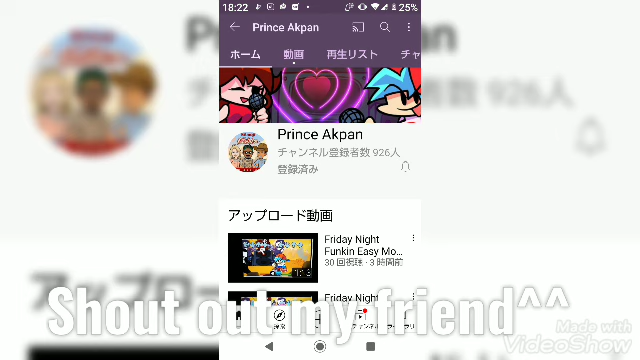 18:22
25%
Prince Akpan
ホーム 動画 再生リスト チャ
Prince Akpan
チャンネル登録者数 926人
登録済み
アップロード動画
Friday Night
Funkin Easy Mo...
30 回視聴・3 時間前
Friday Night
Shout out my friend^^
Made with
VideoShow